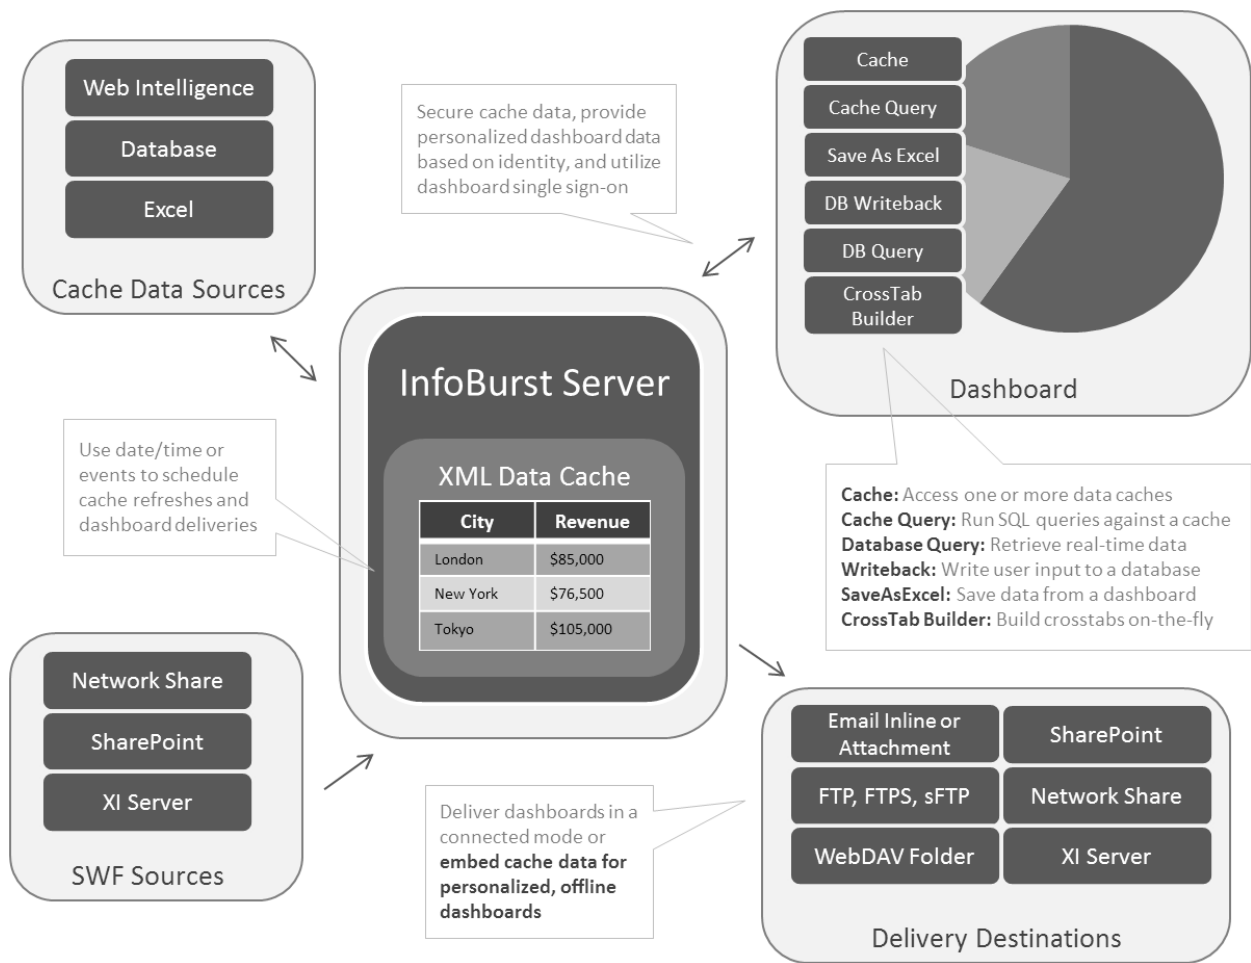 Web Intelligence
Database
Excel
Cache Data Sources
Secure cache data, provide
personalized dashboard data
based on identity, and utilize
dashboard single sign-on
Cache
Cache Query
Save As Excel
DB Writeback
DB Query
CrossTab
Builder
Dashboard
InfoBurst Server
XML Data Cache
City Revenue
London $85,000
New York $76,500
Tokyo $105,000
Use date/time or
events to schedule
cache refreshes and
dashboard deliveries
Cache: Access one or more data caches
Cache Query: Run SQL queries against a cache
Database Query: Retrieve real-time data
Writeback: Write user input to a database
SaveAsExcel: Save data from a dashboard
CrossTab Builder: Build crosstabs on-the-fly
Network Share
SharePoint
XI Server
SWF Sources
Deliver dashboards in a
connected mode or
embed cache data for
personalized, offline
dashboards
Email Inline or
Attachment
SharePoint
FTP, FTPS, sFTP
Network Share
WebDAV Folder
XI Server
Delivery Destinations